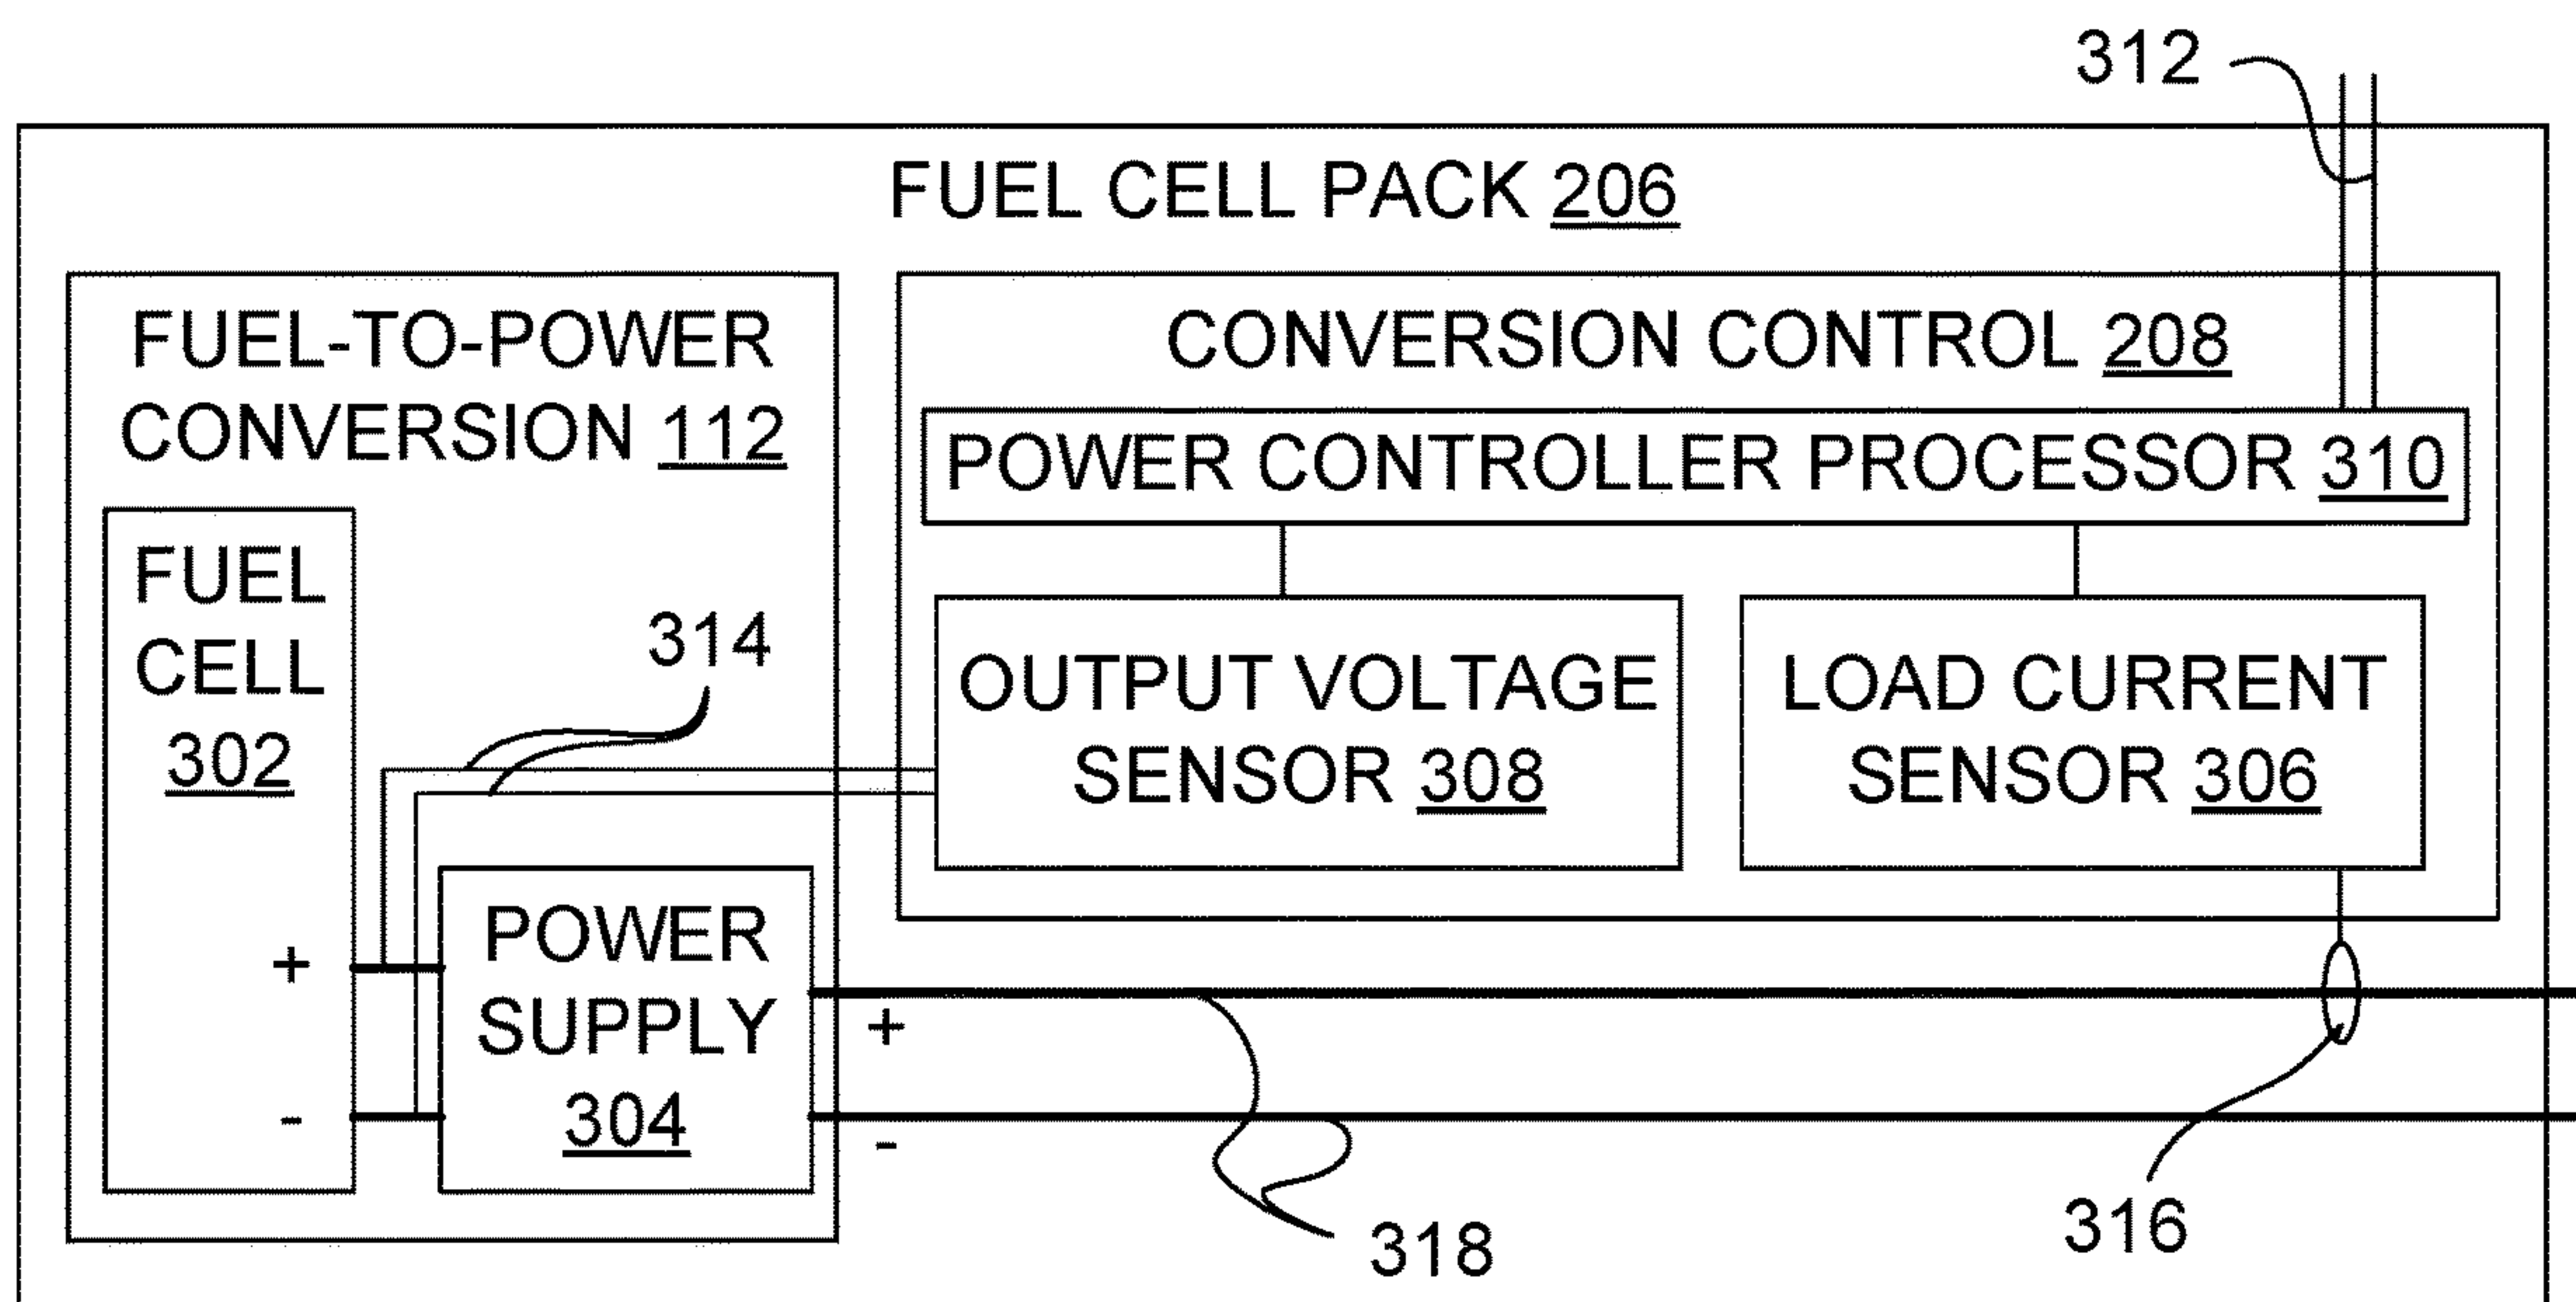 312
FUEL CELL PACK 206
FUEL-TO-POWER
CONVERSION 112
FUEL
CELL
302
+
-
314
POWER
SUPPLY
304
CONVERSION CONTROL 208
POWER CONTROLLER PROCESSOR 310
OUTPUT VOLTAGE
SENSOR 308
LOAD CURRENT
SENSOR 306
+
-
318
316